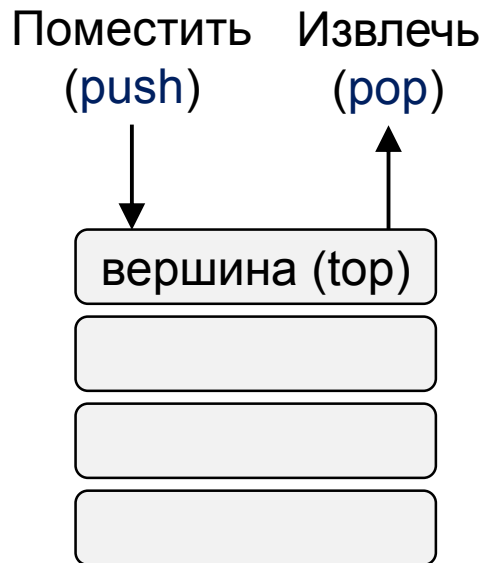 Поместить
(push)
Извлечь
(pop)
вершина (top)